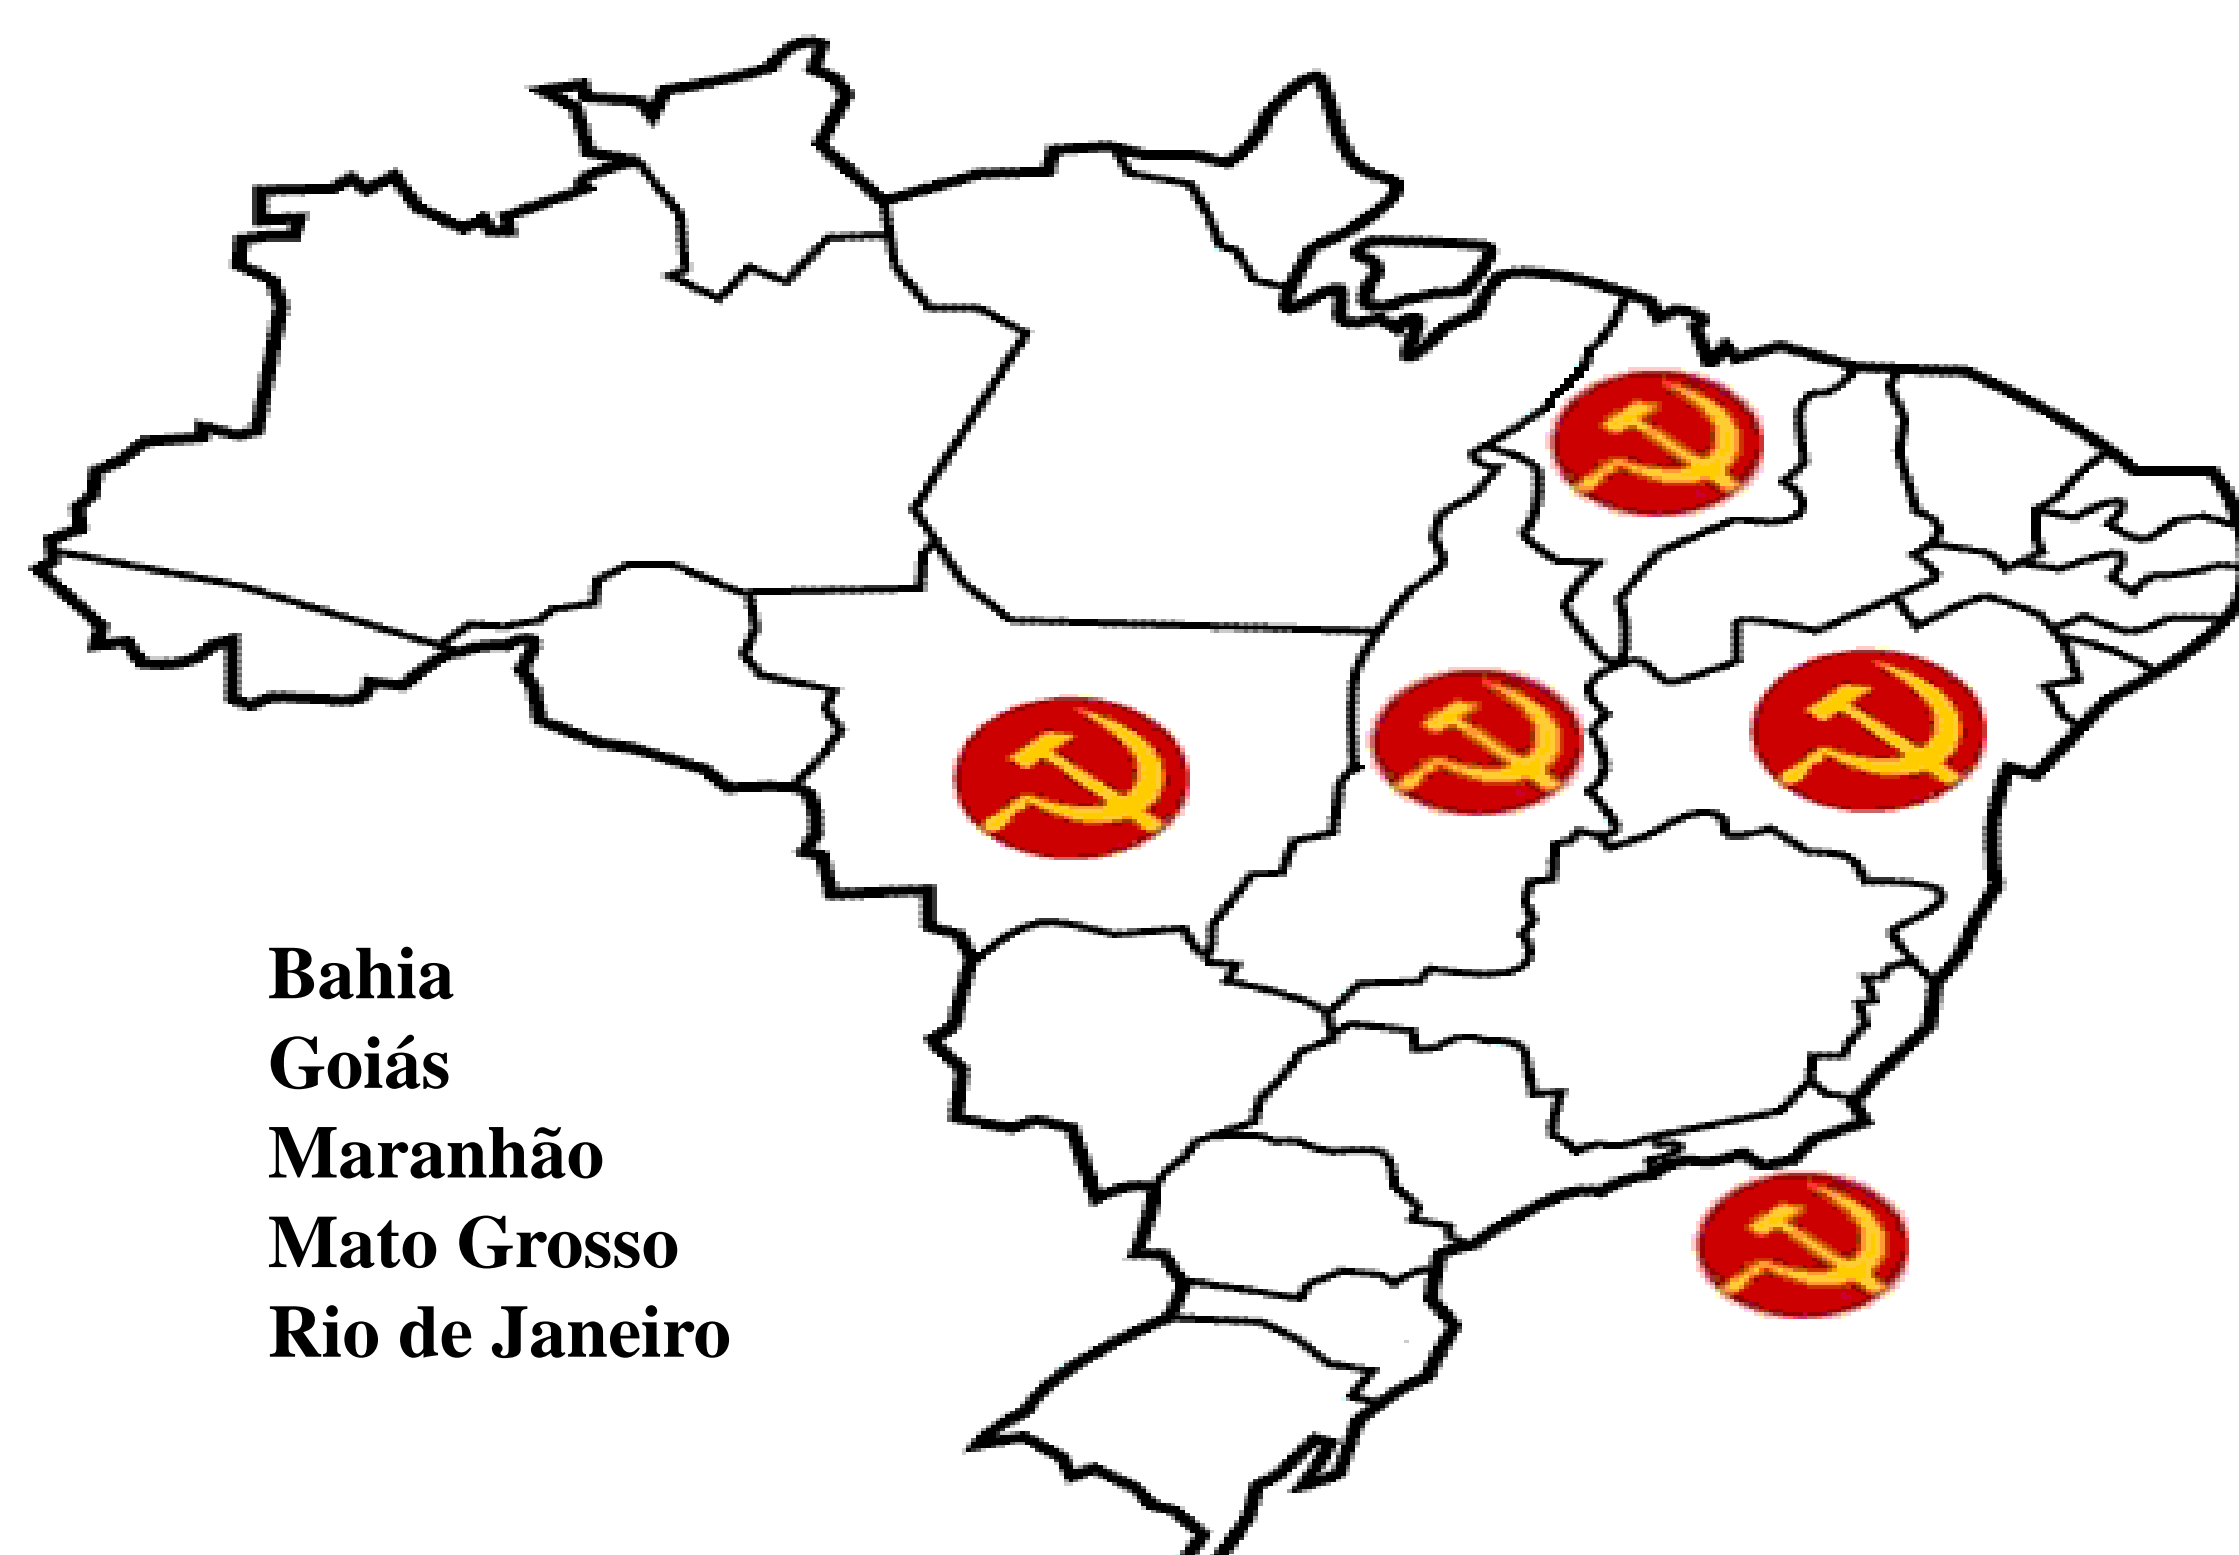 Bahia
Goiás
Maranhão
Mato Grosso
Rio de Janeiro